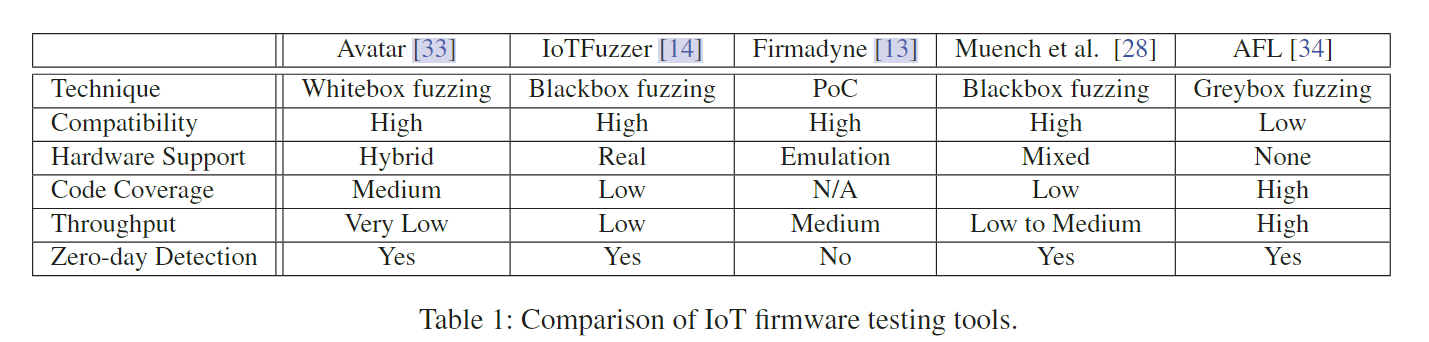 Avatar [33] IoTFuzzer [14] Firmadyne [13] Muench et al. [28] AFL [34]
Technique Whitebox fuzzing Blackbox fuzzing PoC Blackbox fuzzing Greybox fuzzing
Compatibility High High High High Low
Hardware Support Hybrid Real Emulation Mixed None
Code Coverage Medium Low N/A Low High
Throughput Very Low Low Medium Low to Medium High
Zero-day Detection Yes Yes No Yes Yes
Table 1: Comparison of IoT firmware testing tools.